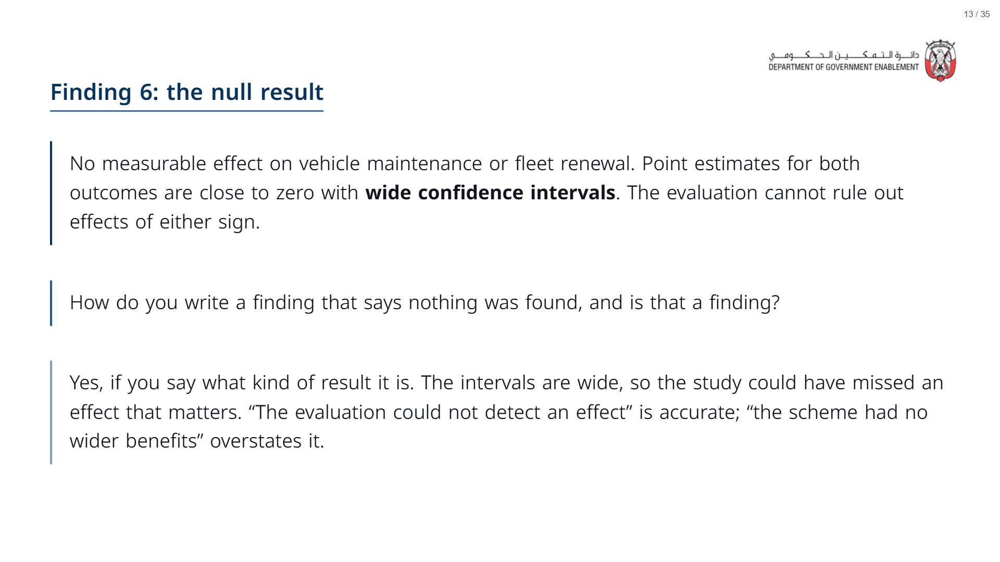 13 / 35
دائرة التمكين الحكومي
DEPARTMENT OF GOVERNMENT ENABLEMENT
Finding 6: the null result
No measurable effect on vehicle maintenance or fleet renewal. Point estimates for both
outcomes are close to zero with wide confidence intervals. The evaluation cannot rule out
effects of either sign.
How do you write a finding that says nothing was found, and is that a finding?
Yes, if you say what kind of result it is. The intervals are wide, so the study could have missed an
effect that matters. “The evaluation could not detect an effect” is accurate; “the scheme had no
wider benefits” overstates it.